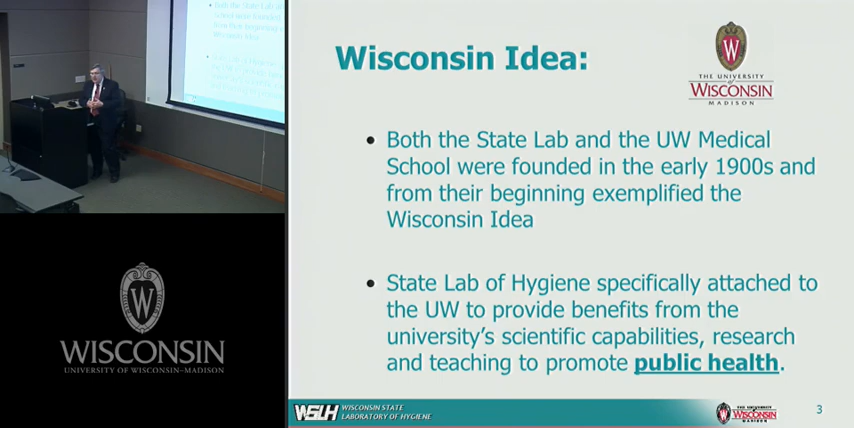 Wisconsin Idea:
THE UNIVERSITY
of
WISCONSIN
MADISON
• Both the State Lab and the UW Medical
School were founded in the early 1900s and
from their beginning exemplified the
Wisconsin Idea
• State Lab of Hygiene specifically attached to
the UW to provide benefits from the
university's scientific capabilities, research
and teaching to promote public health.
W
WISCONSIN
UNIVERSITY OF WISCONSIN–MADISON
WSLH WISCONSIN STATE
LABORATORY OF HYGIENE
WISCONSIN
MADISON
3